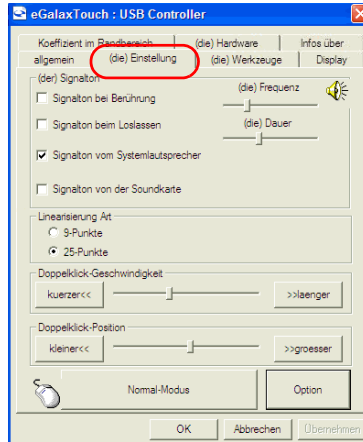 eGalaxTouch : USB Controller
Koeffizient im Randbereich (die) Hardware Infos über
allgemein (die) Einstellung (die) Werkzeuge Display
(der) Signalton
(die) Frequenz
Signalton bei Berührung
Signalton beim Loslassen
(die) Dauer
Signalton vom Systemlautsprecher
Signalton von der Soundkarte
Linearisierung Art
9-Punkte
25-Punkte
Doppelklick-Geschwindigkeit
kuerzer<< >>laenger
Doppelklick-Position
kleiner<< >>groesser
Normal-Modus Option
OK Abbrechen Übernehmen